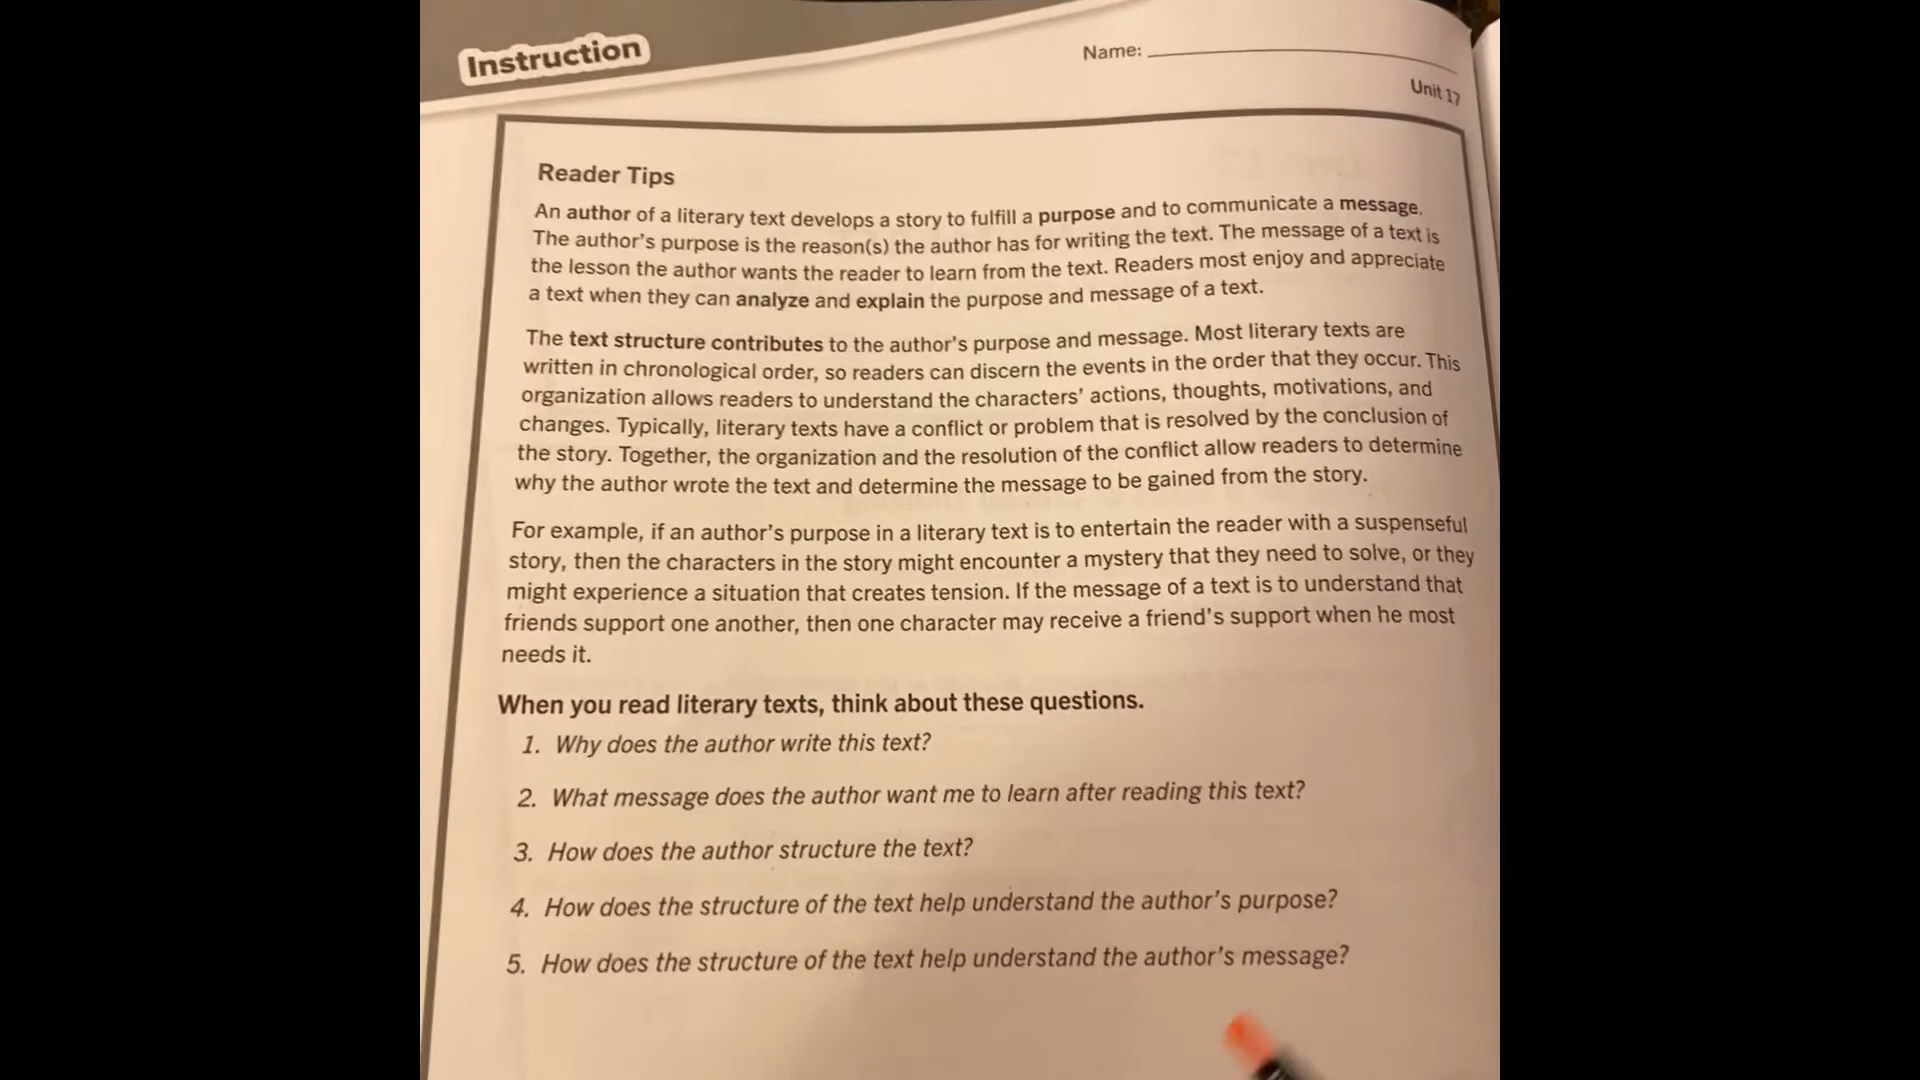 Instruction
Name:
Unit 17
Reader Tips
An author of a literary text develops a story to fulfill a purpose and to communicate a message.
The author's purpose is the reason(s) the author has for writing the text. The message of a text is
the lesson the author wants the reader to learn from the text. Readers most enjoy and appreciate
a text when they can analyze and explain the purpose and message of a text.
The text structure contributes to the author's purpose and message. Most literary texts are
written in chronological order, so readers can discern the events in the order that they occur. This
organization allows readers to understand the characters' actions, thoughts, motivations, and
changes. Typically, literary texts have a conflict or problem that is resolved by the conclusion of
the story. Together, the organization and the resolution of the conflict allow readers to determine
why the author wrote the text and determine the message to be gained from the story.
For example, if an author's purpose in a literary text is to entertain the reader with a suspenseful
story, then the characters in the story might encounter a mystery that they need to solve, or they
might experience a situation that creates tension. If the message of a text is to understand that
friends support one another, then one character may receive a friend's support when he most
needs it.
When you read literary texts, think about these questions.
1. Why does the author write this text?
2. What message does the author want me to learn after reading this text?
3. How does the author structure the text?
4. How does the structure of the text help understand the author's purpose?
5. How does the structure of the text help understand the author's message?